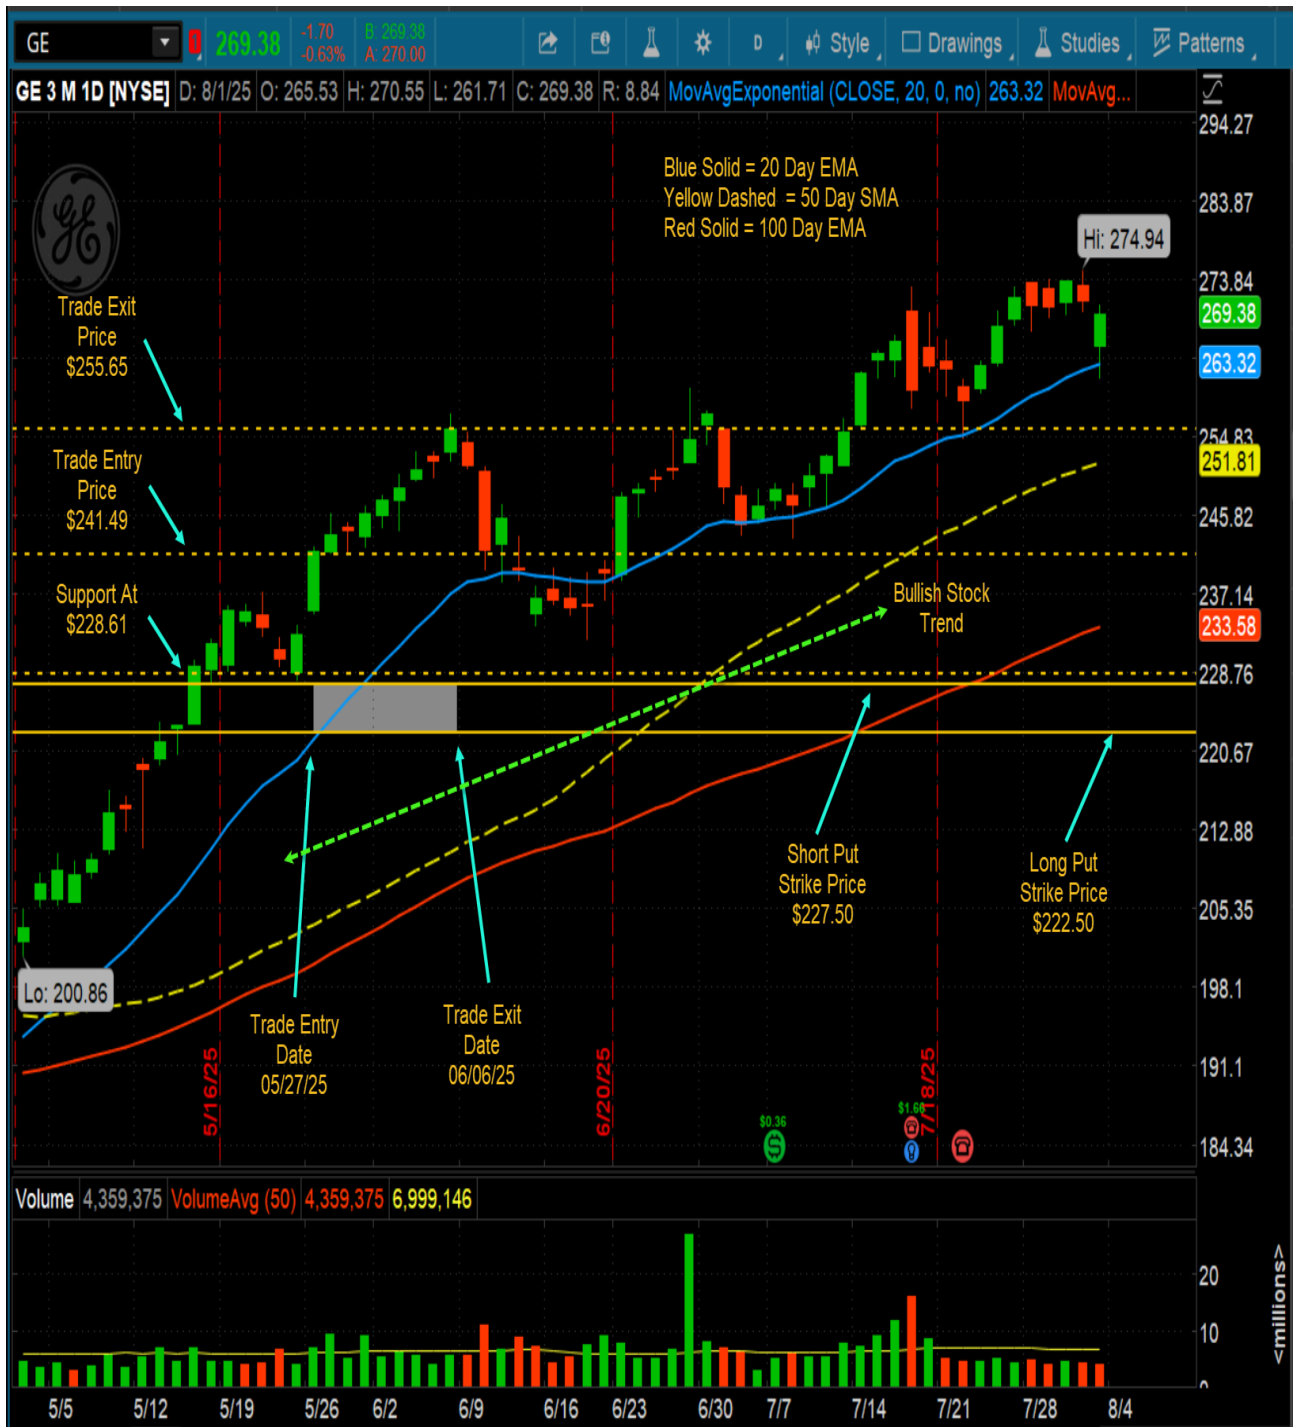 GE
269.38
-1.70
-0.63%
B: 269.38
A: 270.00
D
Style
Drawings
Studies
Patterns
GE 3 M 1D [NYSE] D: 8/1/25 O: 265.53 H: 270.55 L: 261.71 C: 269.38 R: 8.84 MovAvgExponential (CLOSE, 20, 0, no) 263.32 MovAvg...
Blue Solid = 20 Day EMA
Yellow Dashed = 50 Day SMA
Red Solid = 100 Day EMA
Hi: 274.94
GE
Trade Exit
Price
$255.65
Trade Entry
Price
$241.49
Support At
$228.61
Bullish Stock
Trend
Short Put
Strike Price
$227.50
Long Put
Strike Price
$222.50
Lo: 200.86
Trade Entry
Date
05/27/25
Trade Exit
Date
06/06/25
5/16/25
6/20/25
7/18/25
$0.36
$
$1.66
294.27
283.87
273.84
269.38
263.32
254.83
251.81
245.82
237.14
233.58
228.76
220.67
212.88
205.35
198.1
191.1
184.34
Volume 4,359,375 VolumeAvg (50) 4,359,375 6,999,146
20
10
0
<millions>
5/5 5/12 5/19 5/26 6/2 6/9 6/16 6/23 6/30 7/7 7/14 7/21 7/28 8/4